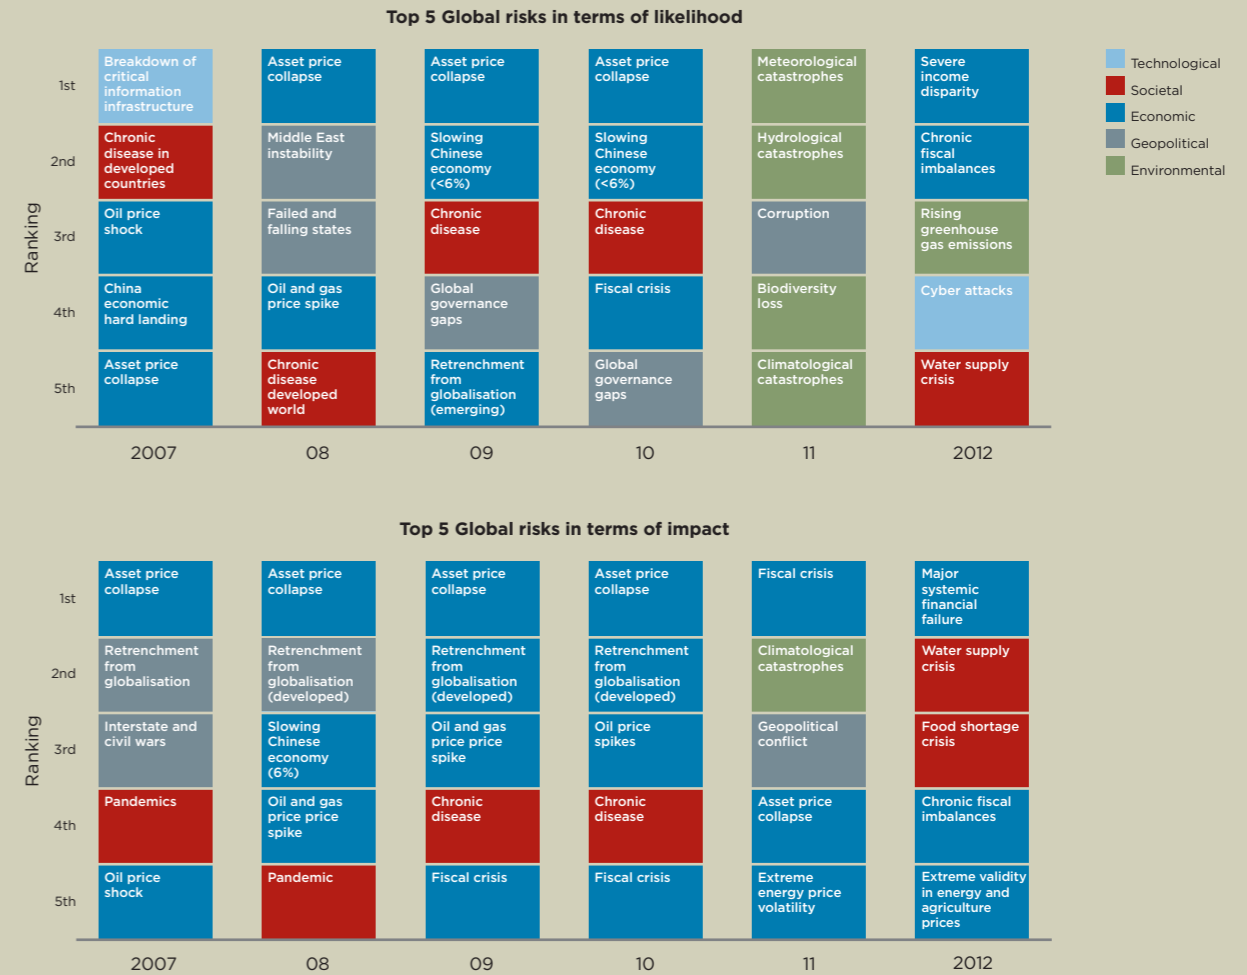 Top 5 Global risks in terms of likelihood
Ranking
1st
2nd
3rd
4th
5th
Breakdown of
critical
information
infrastructure
Chronic
disease in
developed
countries
Oil price
shock
China
economic
hard landing
Asset price
collapse
Asset price
collapse
Middle East
instability
Failed and
falling states
Oil and gas
price spike
Chronic
disease
developed
world
Asset price
collapse
Slowing
Chinese
economy
(<6%)
Chronic
disease
Global
governance
gaps
Retrenchment
from
globalisation
(emerging)
Asset price
collapse
Slowing
Chinese
economy
(<6%)
Chronic
disease
Fiscal crisis
Global
governance
gaps
Meteorological
catastrophes
Hydrological
catastrophes
Corruption
Biodiversity
loss
Climatological
catastrophes
Severe
income
disparity
Chronic
fiscal
imbalances
Rising
greenhouse
gas emissions
Cyber attacks
Water supply
crisis
2007
08
09
10
11
2012
Technological
Societal
Economic
Geopolitical
Environmental
Top 5 Global risks in terms of impact
Ranking
1st
2nd
3rd
4th
5th
Asset price
collapse
Retrenchment
from
globalisation
Interstate and
civil wars
Pandemics
Oil price
shock
Asset price
collapse
Retrenchment
from
globalisation
(developed)
Slowing
Chinese
economy
(6%)
Oil and gas
price price
spike
Pandemic
Asset price
collapse
Retrenchment
from
globalisation
(developed)
Oil and gas
price price
spike
Chronic
disease
Fiscal crisis
Asset price
collapse
Retrenchment
from
globalisation
(developed)
Oil price
spikes
Chronic
disease
Fiscal crisis
Fiscal crisis
Climatological
catastrophes
Geopolitical
conflict
Asset price
collapse
Extreme
energy price
volatility
Major
systemic
financial
failure
Water supply
crisis
Food shortage
crisis
Chronic fiscal
imbalances
Extreme validity
in energy and
agriculture
prices
2007
08
09
10
11
2012